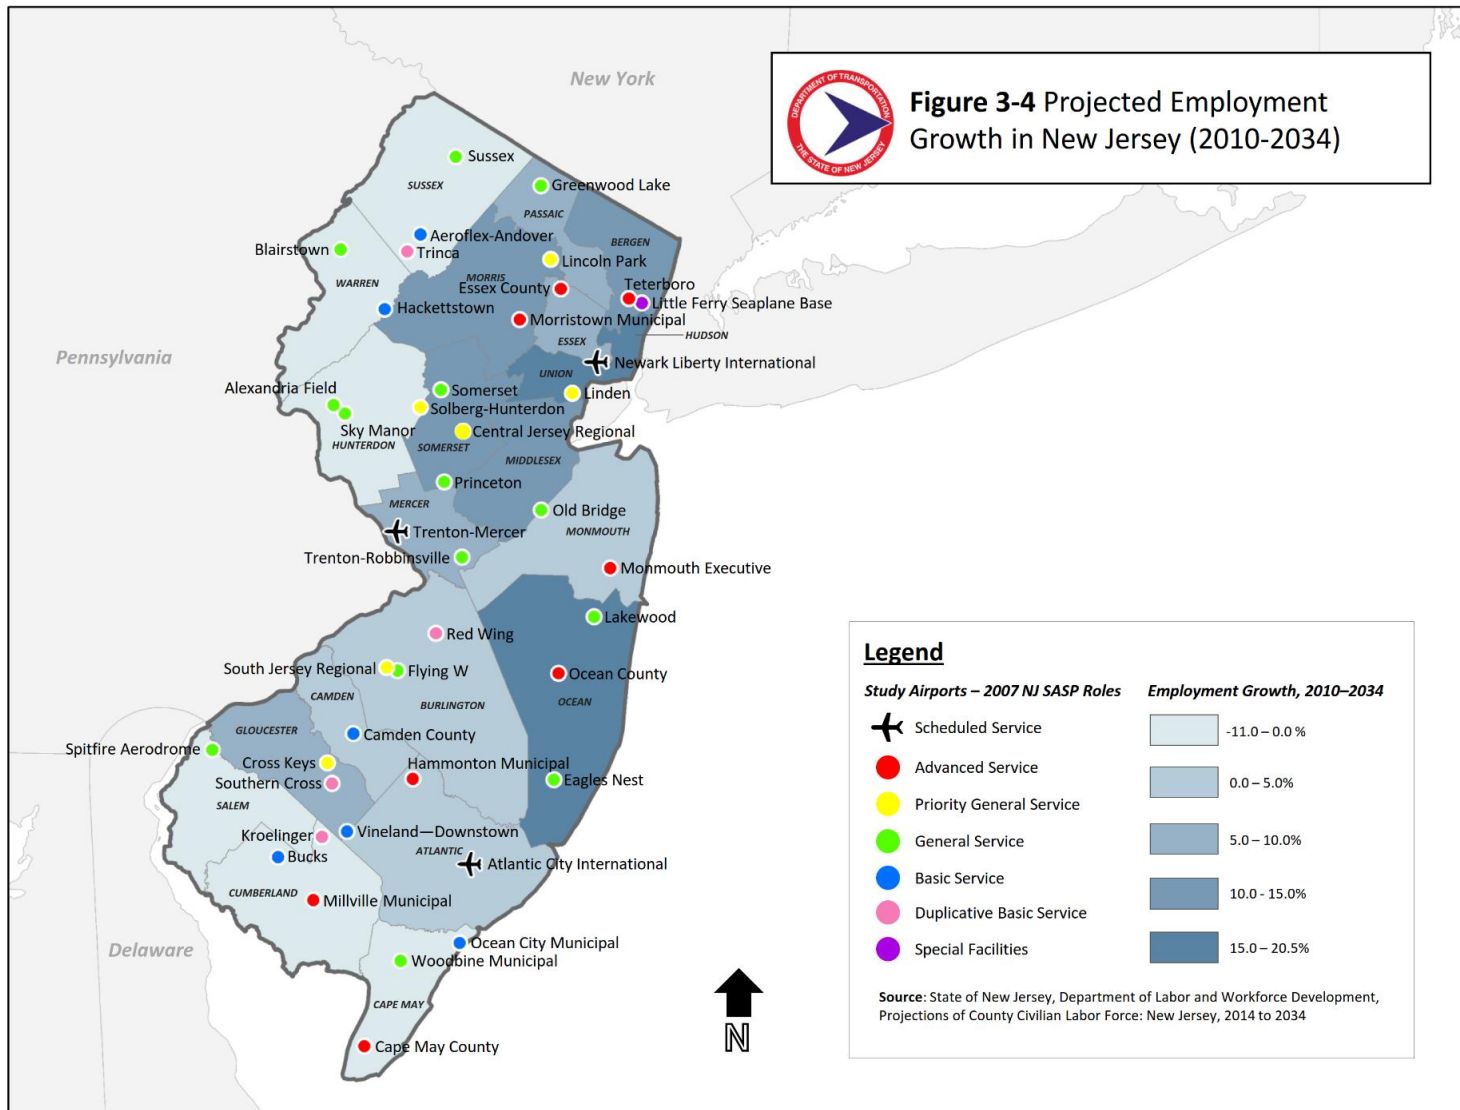 New York
DEPARTMENT OF TRANSPORTATION
THE STATE OF NEW JERSEY
Figure 3-4 Projected Employment
Growth in New Jersey (2010-2034)
Sussex
SUSSEX
Greenwood Lake
PASSAIC
Aeroflex-Andover
BERGEN
Blairstown
Trinca
Lincoln Park
MORRIS
WARREN
Essex County
Teterboro
Little Ferry Seaplane Base
Hackettstown
Morristown Municipal
HUDSON
ESSEX
Pennsylvania
Newark Liberty International
UNION
Alexandria Field
Somerset
Linden
Solberg-Hunterdon
Sky Manor
Central Jersey Regional
HUNTERDON
SOMERSET
MIDDLESEX
Princeton
MERCER
Old Bridge
Trenton-Mercer
MONMOUTH
Trenton-Robbinsville
Monmouth Executive
Lakewood
Red Wing
South Jersey Regional
Flying W
Ocean County
CAMDEN
BURLINGTON
OCEAN
GLOUCESTER
Camden County
Spitfire Aerodrome
Cross Keys
Hammonton Municipal
Southern Cross
Eagles Nest
SALEM
Kroelinger
Vineland—Downstown
ATLANTIC
Bucks
Atlantic City International
CUMBERLAND
Millville Municipal
Delaware
Ocean City Municipal
Woodbine Municipal
CAPE MAY
Cape May County
N
Legend
Study Airports – 2007 NJ SASP Roles
Scheduled Service
Advanced Service
Priority General Service
General Service
Basic Service
Duplicative Basic Service
Special Facilities
Employment Growth, 2010–2034
-11.0 – 0.0 %
0.0 – 5.0%
5.0 – 10.0%
10.0 - 15.0%
15.0 – 20.5%
Source: State of New Jersey, Department of Labor and Workforce Development,
Projections of County Civilian Labor Force: New Jersey, 2014 to 2034